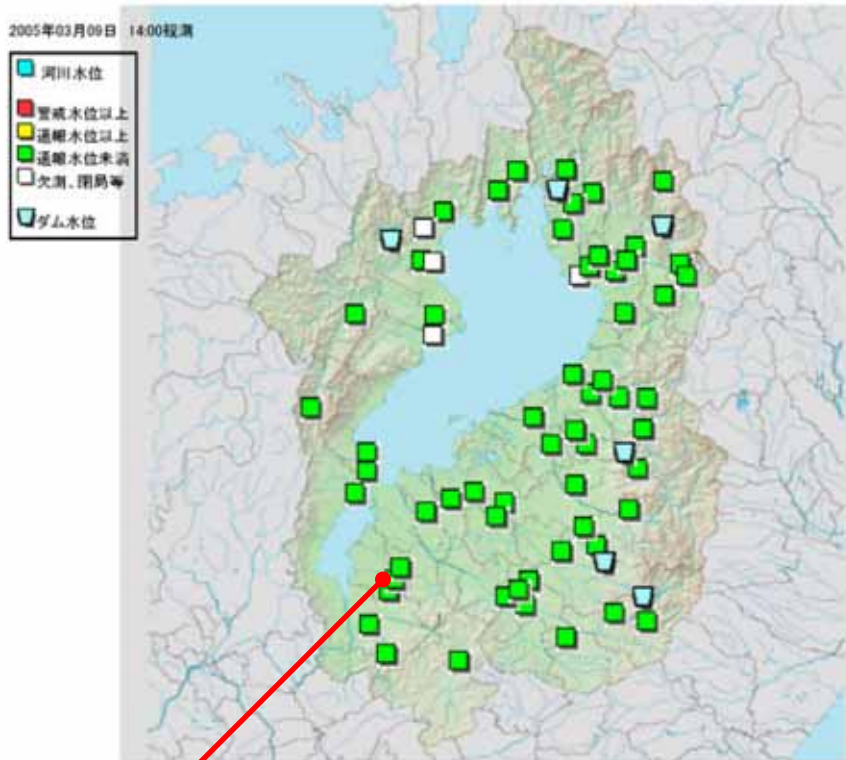 2005年03月09日 14:00観測
河川水位
警戒水位以上
通報水位以上
通報水位未満
欠測、閉局等
ダム水位